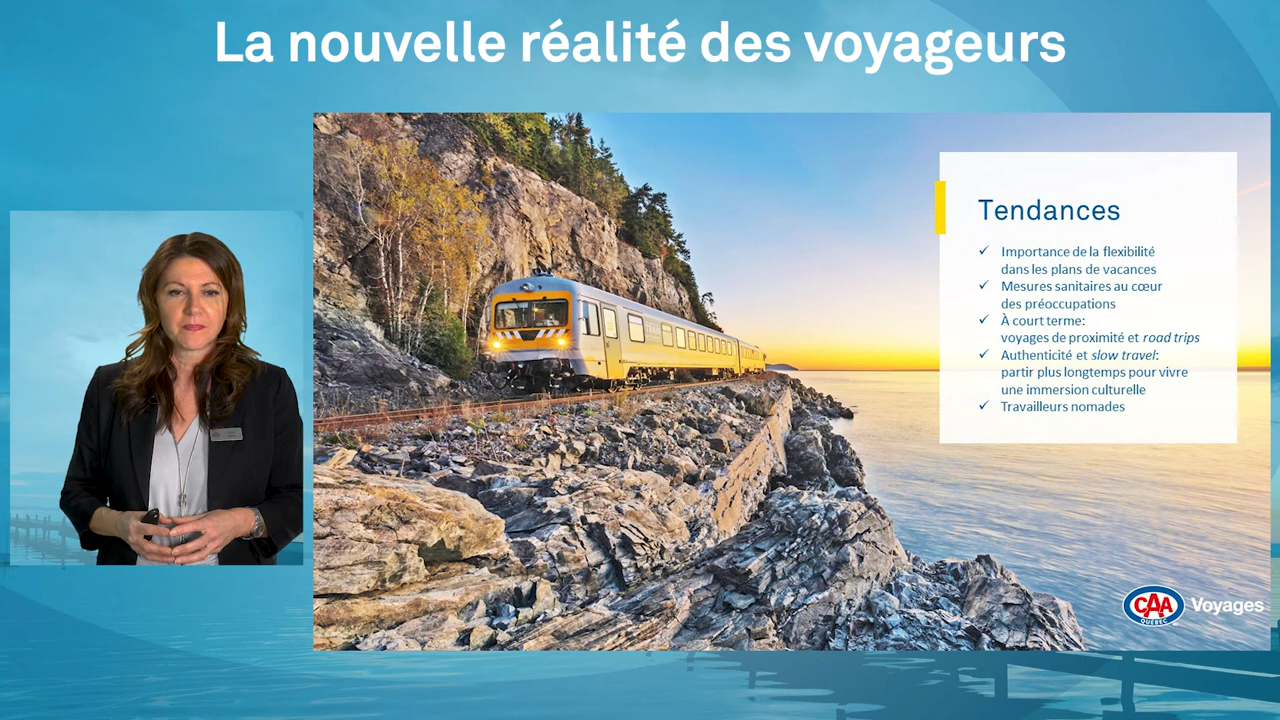 La nouvelle réalité des voyageurs
Tendances
✓ Importance de la flexibilité
dans les plans de vacances
✓ Mesures sanitaires au cœur
des préoccupations
✓ À court terme:
voyages de proximité et road trips
✓ Authenticité et slow travel:
partir plus longtemps pour vivre
une immersion culturelle
✓ Travailleurs nomades
CAA Voyages
QUÉBEC